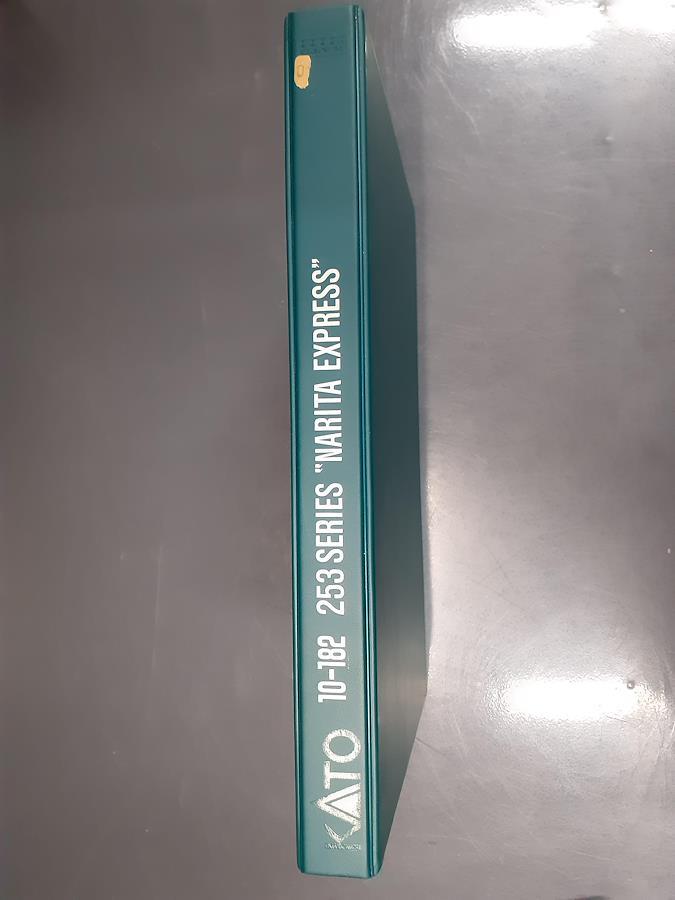 KATO 10-182 253 SERIES "NARITA EXPRESS"